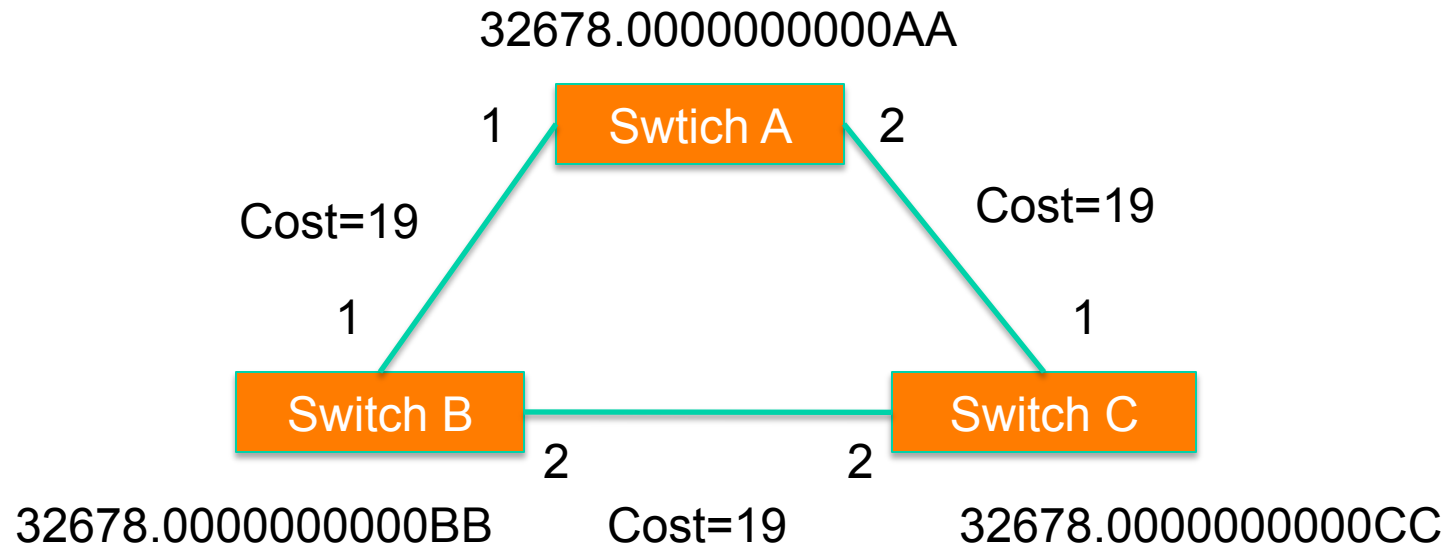 32678.0000000000AA
1 Swtich A 2
Cost=19 Cost=19
1 1
Switch B Switch C
2 2
32678.0000000000BB Cost=19 32678.0000000000CC